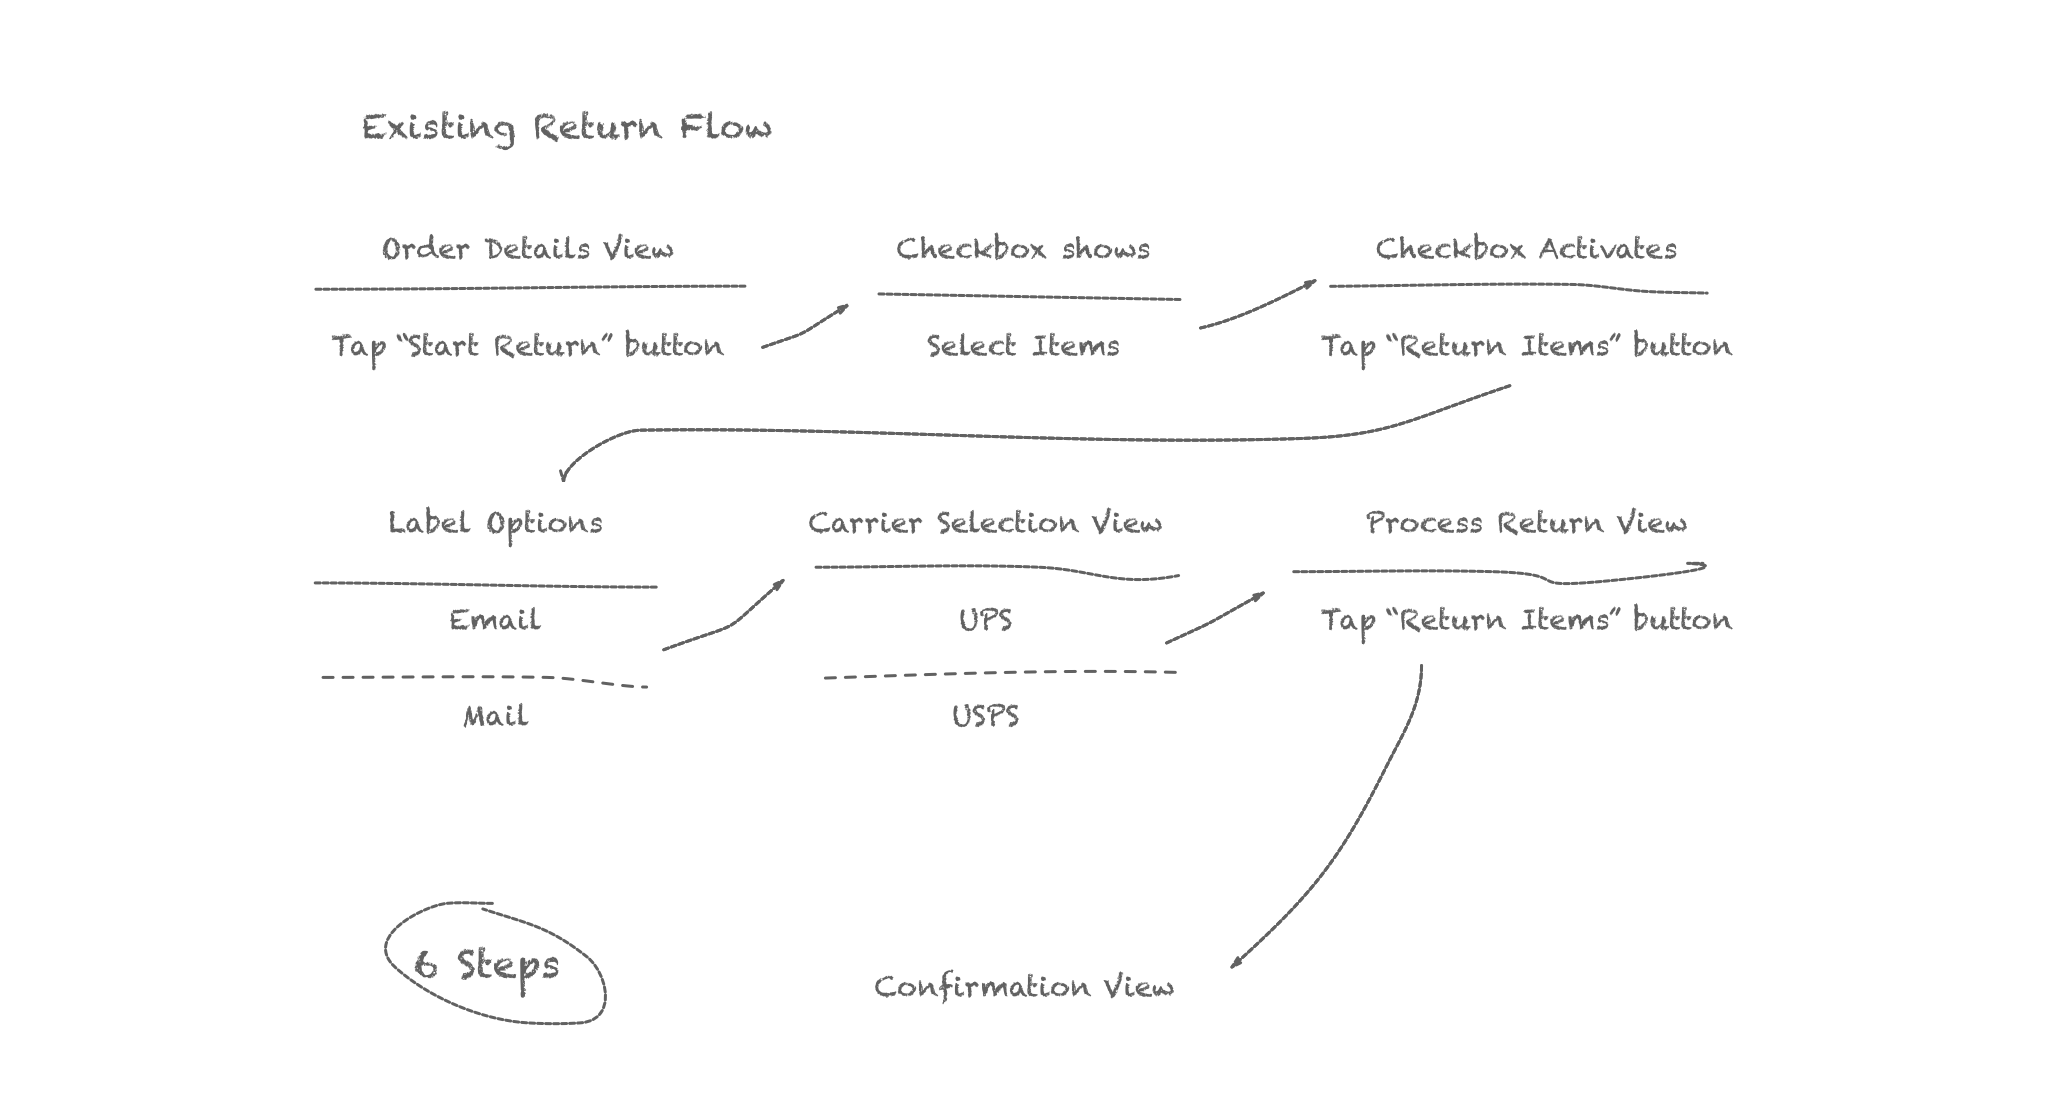 Existing Return Flow
Order Details View
Tap “Start Return” button
Checkbox shows
Select Items
Checkbox Activates
Tap “Return Items” button
Label Options
Email
Mail
Carrier Selection View
UPS
USPS
Process Return View
Tap “Return Items” button
6 Steps
Confirmation View